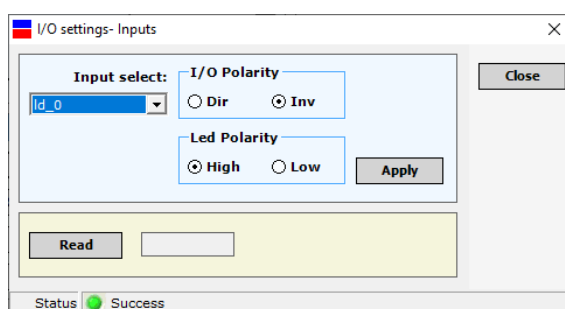 I/O settings- Inputs
Input select:
Id_0
I/O Polarity
Dir
Inv
Led Polarity
High
Low
Apply
Close
Read
Status
Success